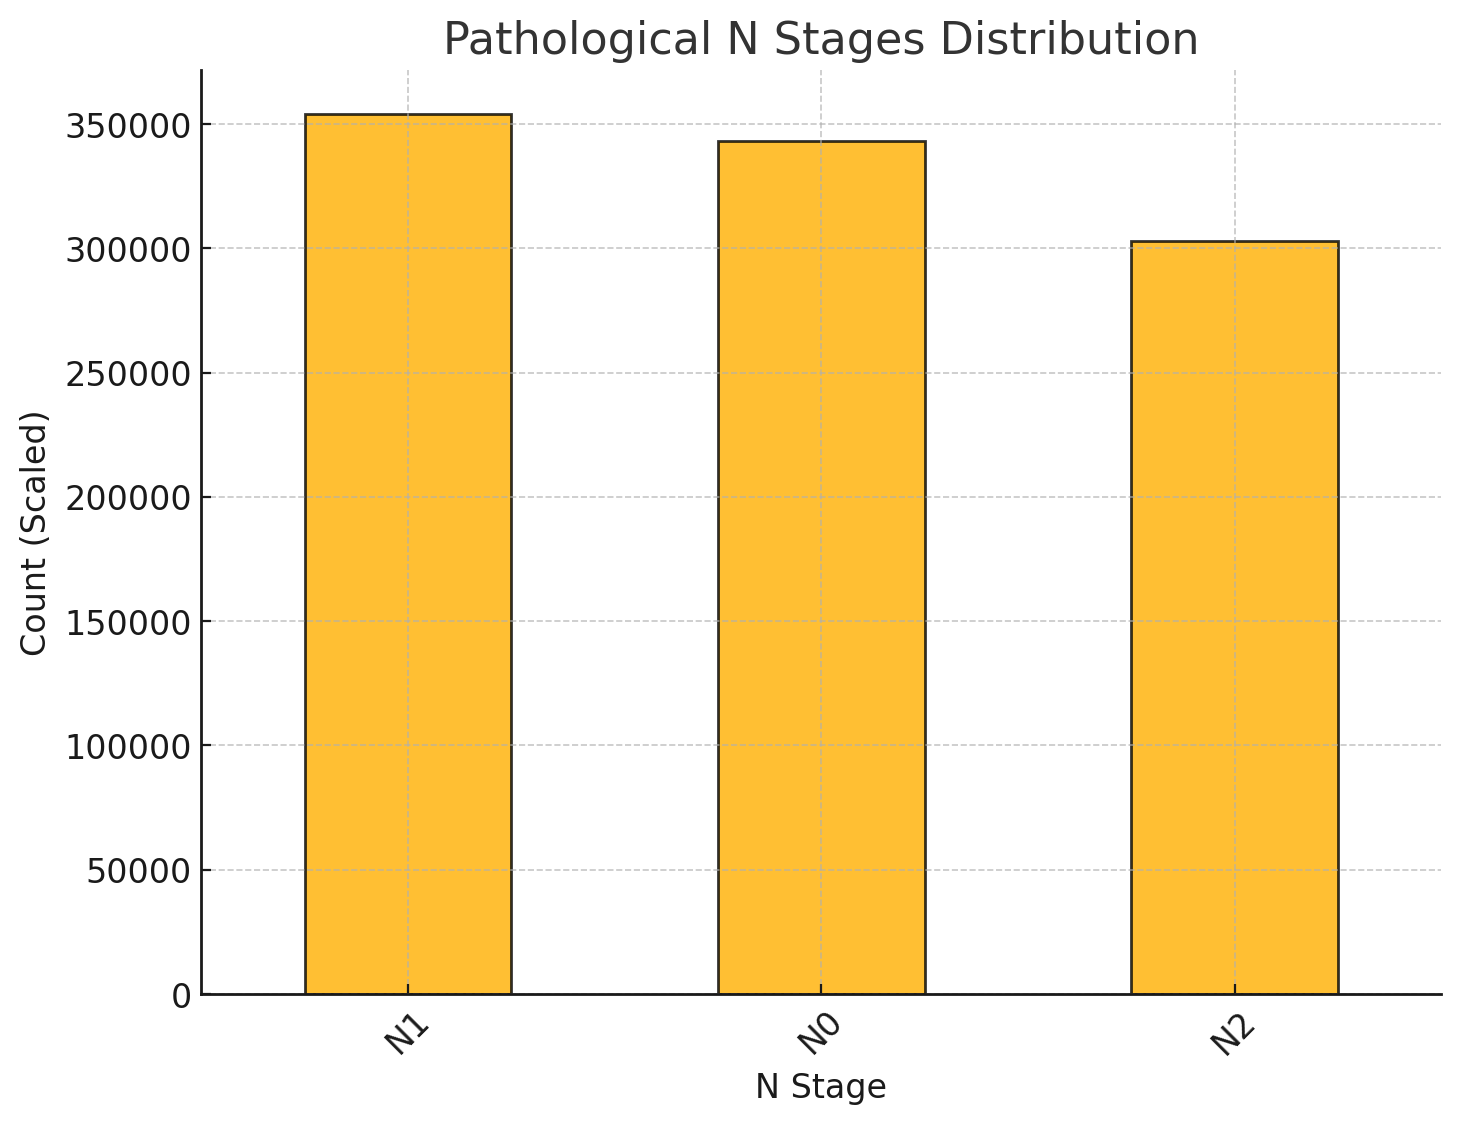 Pathological N Stages Distribution
350000
300000
250000
200000
150000
100000
50000
0
Count (Scaled)
N1
N0
N2
N Stage